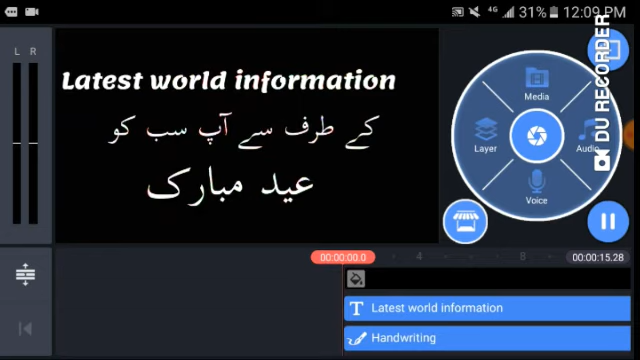 4G 31% 12:09 PM
L R
Latest world information
کے طرف سے آپ سب کو
عید مبارک
Media
Layer
Audio
Voice
DU RECORDER
00:00:00.0
4
8
00:00:15.28
T Latest world information
Handwriting